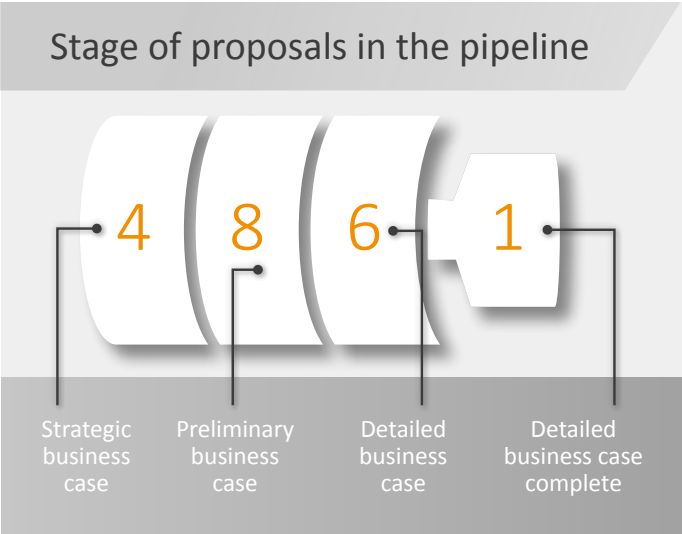 Stage of proposals in the pipeline
4 8 6 1
Strategic
business
case
Preliminary
business
case
Detailed
business
case
Detailed
business case
complete